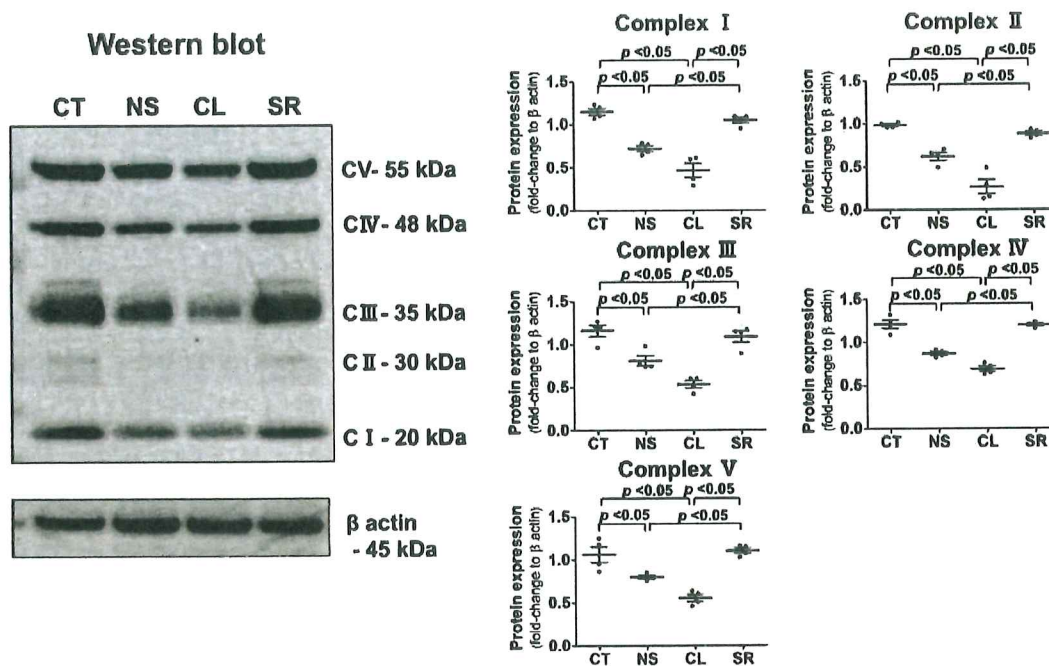 Western blot
CT NS CL SR
CV- 55 kDa
CIV- 48 kDa
CIII- 35 kDa
C II - 30 kDa
C I - 20 kDa
β actin
- 45 kDa
Complex I
p <0.05 p <0.05
p <0.05 p <0.05
Protein expression
(fold-change to β actin)
1.5
1.0
0.5
0.0
CT NS CL SR
Complex II
p <0.05 p <0.05
p <0.05 p <0.05
Protein expression
(fold-change to β actin)
1.5
1.0
0.5
0.0
CT NS CL SR
Complex III
p <0.05 p <0.05
p <0.05 p <0.05
Protein expression
(fold-change to β actin)
1.5
1.0
0.5
0.0
CT NS CL SR
Complex IV
p <0.05 p <0.05
p <0.05 p <0.05
Protein expression
(fold-change to β actin)
1.5
1.0
0.5
0.0
CT NS CL SR
Complex V
p <0.05 p <0.05
p <0.05 p <0.05
Protein expression
(fold-change to β actin)
1.5
1.0
0.5
0.0
CT NS CL SR